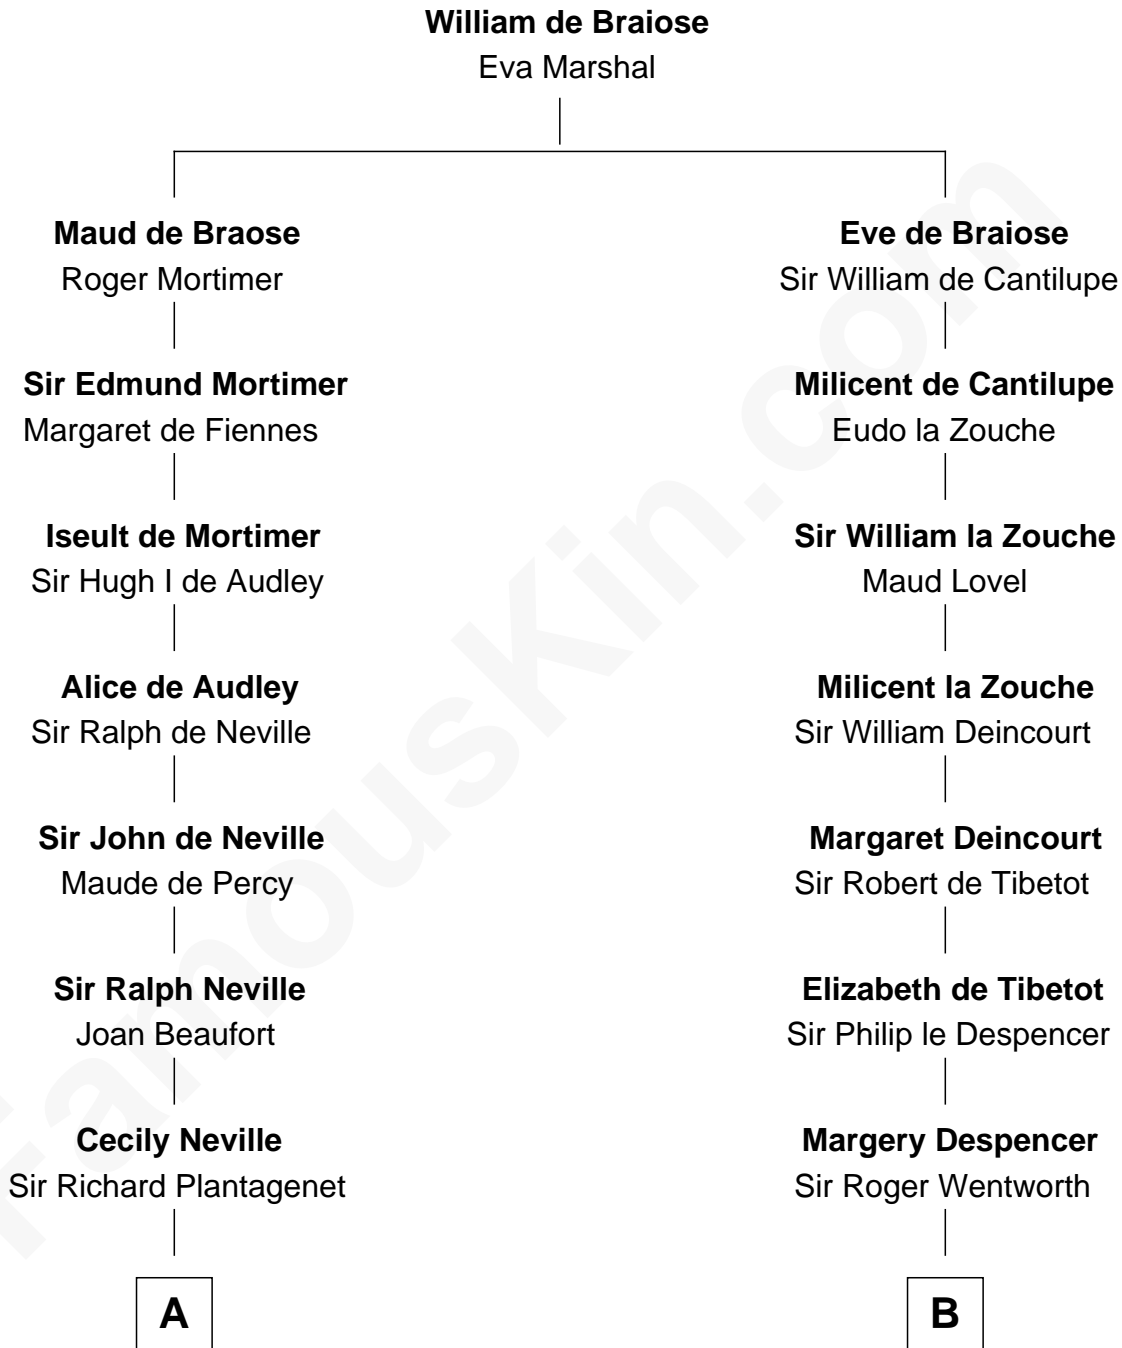 William de Braiose
Eva Marshal
Maud de Braose
Roger Mortimer
Eve de Braiose
Sir William de Cantilupe
Sir Edmund Mortimer
Margaret de Fiennes
Milicent de Cantilupe
Eudo la Zouche
Iseult de Mortimer
Sir Hugh I de Audley
Sir William la Zouche
Maud Lovel
Alice de Audley
Sir Ralph de Neville
Milicent la Zouche
Sir William Deincourt
Sir John de Neville
Maude de Percy
Margaret Deincourt
Sir Robert de Tibetot
Sir Ralph Neville
Joan Beaufort
Elizabeth de Tibetot
Sir Philip le Despencer
Cecily Neville
Sir Richard Plantagenet
Margery Despencer
Sir Roger Wentworth
A
B
FamousKin.com